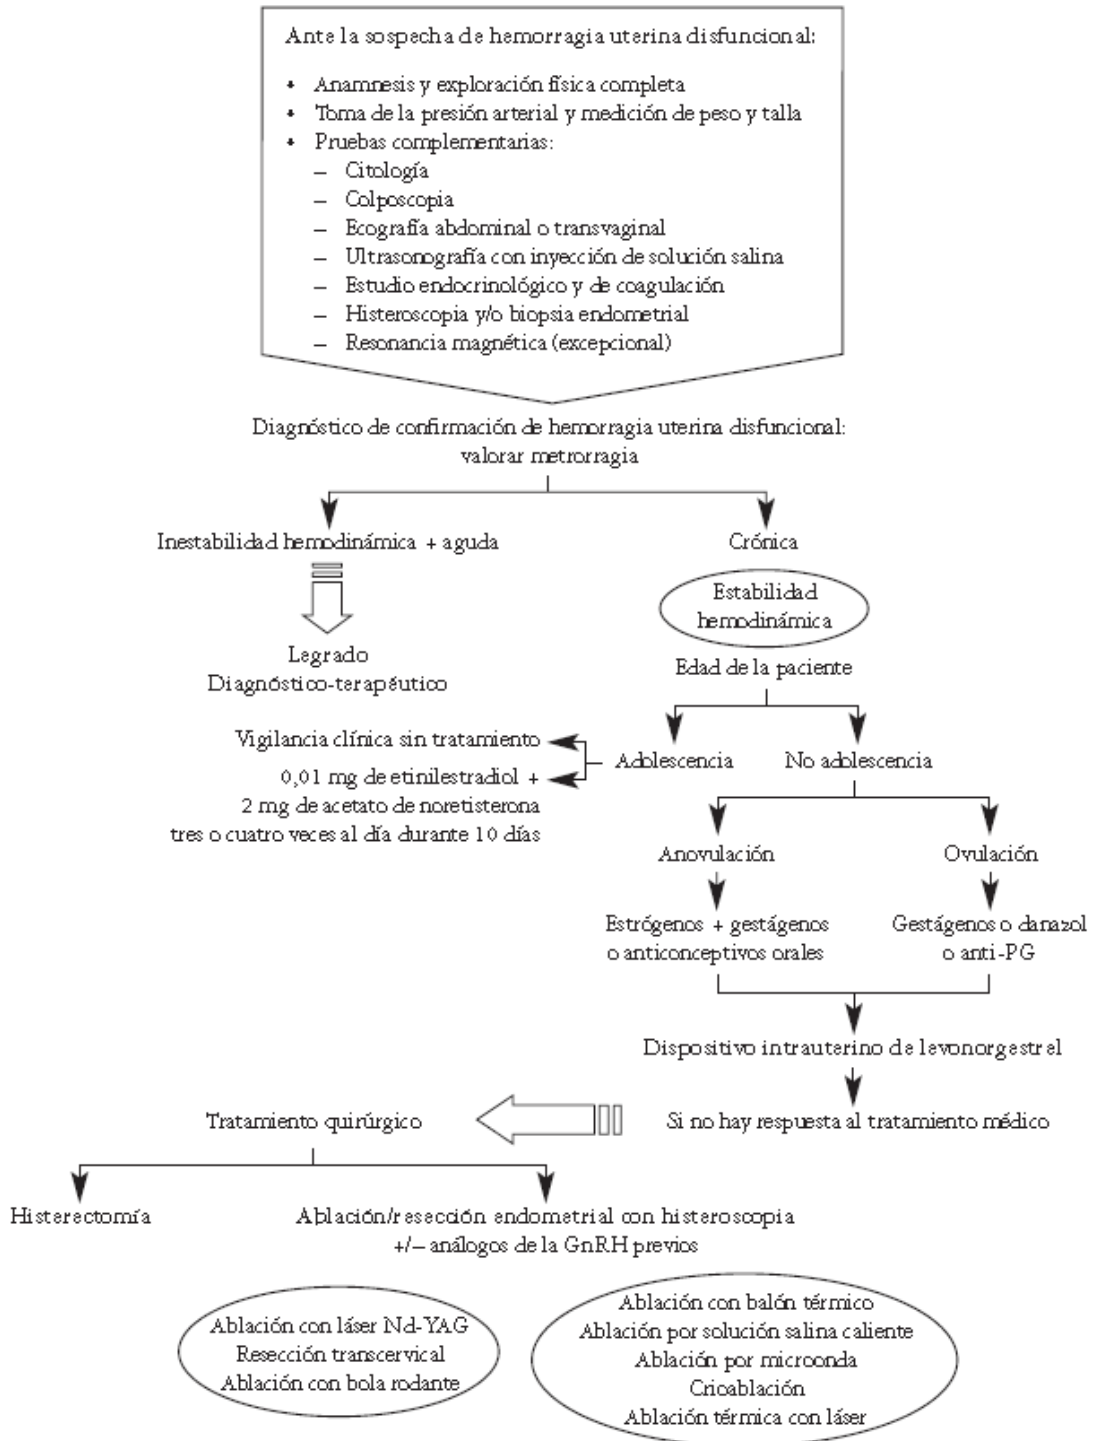 Ante la sospecha de hemorragia uterina disfuncional:
• Anamnesis y exploración física completa
• Toma de la presión arterial y medición de peso y talla
• Pruebas complementarias:
– Citología
– Colposcopia
– Ecografía abdominal o transvaginal
– Ultrasonografía con inyección de solución salina
– Estudio endocrinológico y de coagulación
– Histeroscopia y/o biopsia endometrial
– Resonancia magnética (excepcional)
Diagnóstico de confirmación de hemorragia uterina disfuncional:
valorar metrorragia
Inestabilidad hemodinámica + aguda
Crónica
Estabilidad
hemodinámica
Legrado
Diagnóstico-terapéutico
Edad de la paciente
Vigilancia clínica sin tratamiento
Adolescencia
No adolescencia
0,01 mg de etinilestradiol +
2 mg de acetato de noretisterona
tres o cuatro veces al día durante 10 días
Anovulación
Ovulación
Estrógenos + gestágenos
o anticonceptivos orales
Gestágenos o danazol
o anti-PG
Dispositivo intrauterino de levonorgestrel
Si no hay respuesta al tratamiento médico
Tratamiento quirúrgico
Histerectomía
Ablación/resección endometrial con histeroscopia
+/– análogos de la GnRH previos
Ablación con láser Nd-YAG
Resección transcervical
Ablación con bola rodante
Ablación con balón térmico
Ablación por solución salina caliente
Ablación por microonda
Crioablación
Ablación térmica con láser